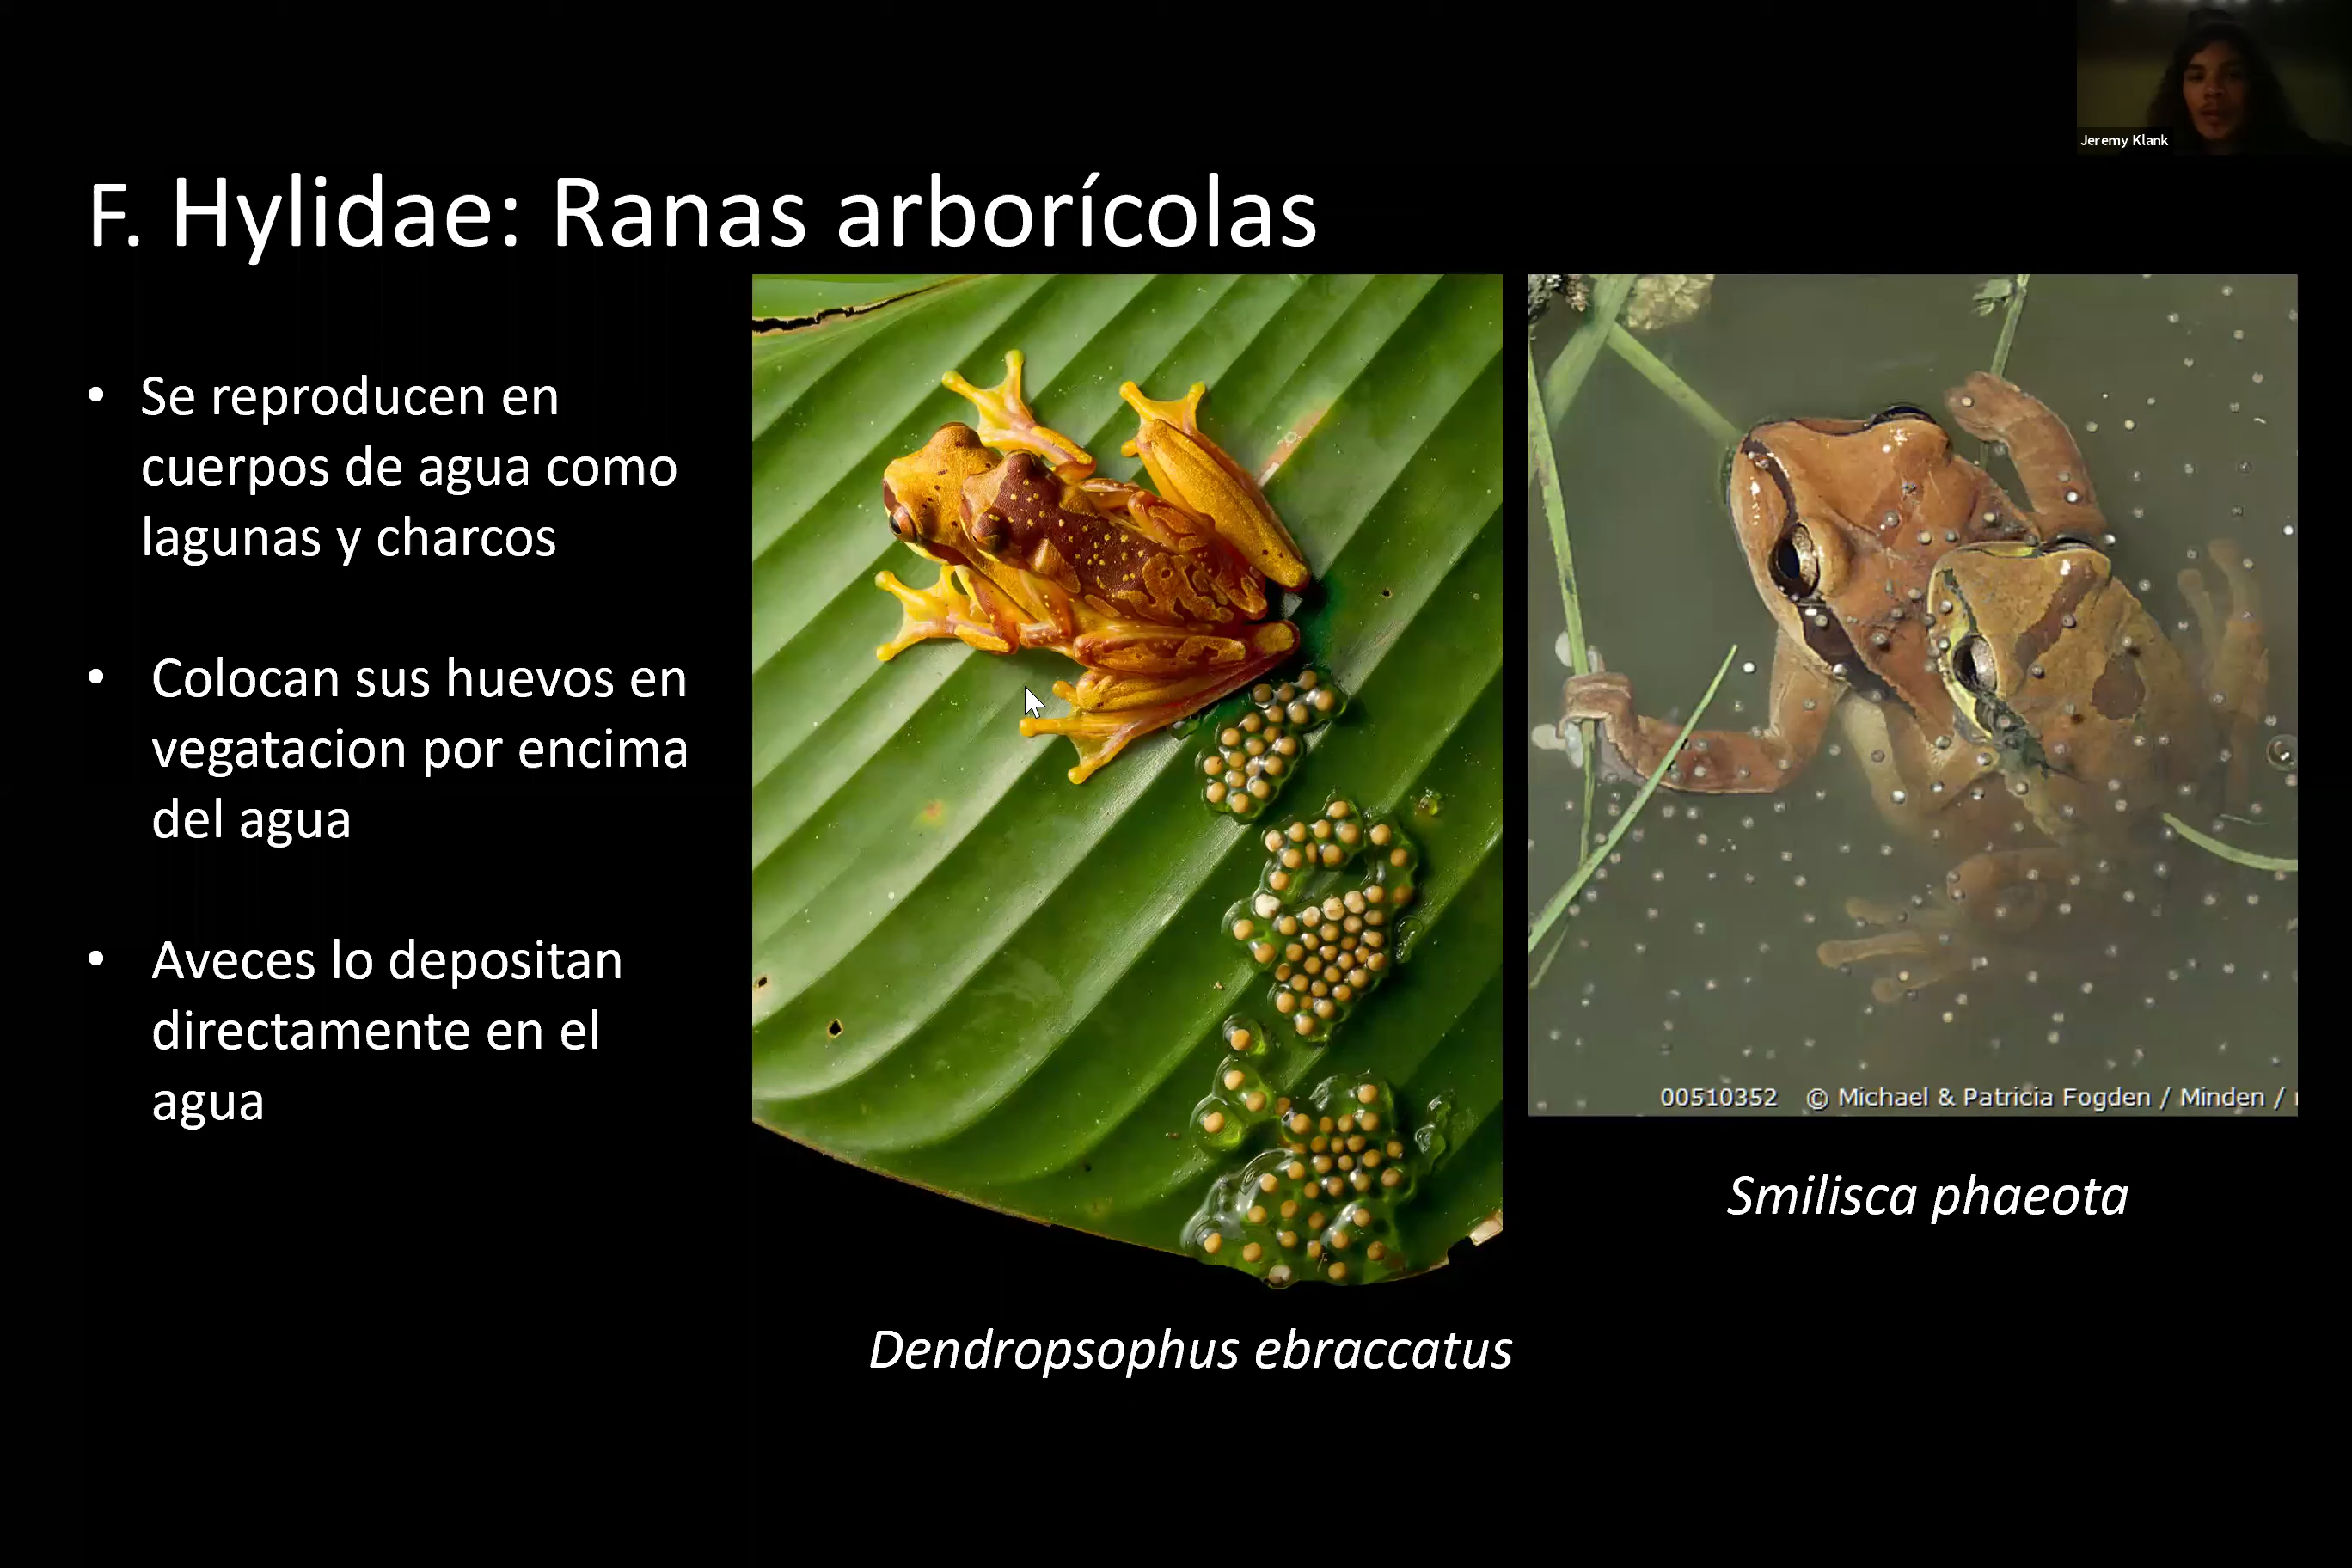 Jeremy Klank
F. Hylidae: Ranas arborícolas
• Se reproducen en
cuerpos de agua como
lagunas y charcos
• Colocan sus huevos en
vegatacion por encima
del agua
• Aveces lo depositan
directamente en el
agua
00510352 © Michael & Patricia Fogden / Minden /
Smilisca phaeota
Dendropsophus ebraccatus